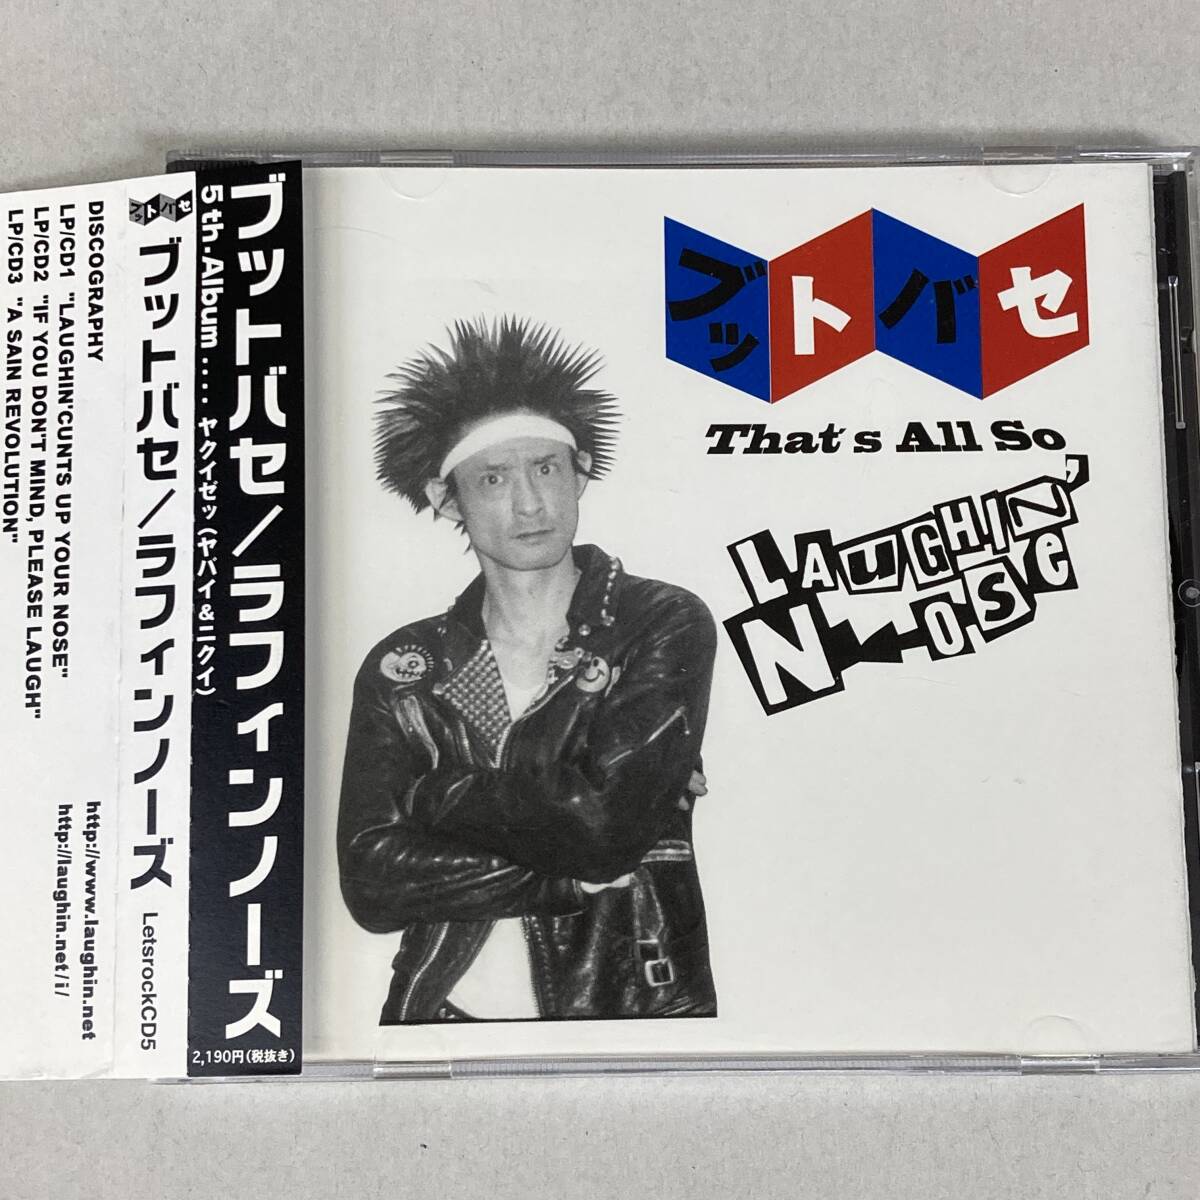 DISCOGRAPHY
LP/CD1 "LAUGHIN'CUNTS UP YOUR NOSE"
LP/CD2 "IF YOU DON'T MIND, PLEASE LAUGH"
LP/CD3 "A SAIN REVOLUTION"
http://www.laughin.net
http://laughin.net/i/
ブットバセ
ブットバセ/ラフィンノーズ
LetsrockCD5
ブットバセ/ラフィンノーズ
5th・Album‥‥ヤクイゼッ(ヤバイ&ニクイ)
2,190円(税抜き)
ブットバセ
That's All So,
LAUGHIN'
NOSe